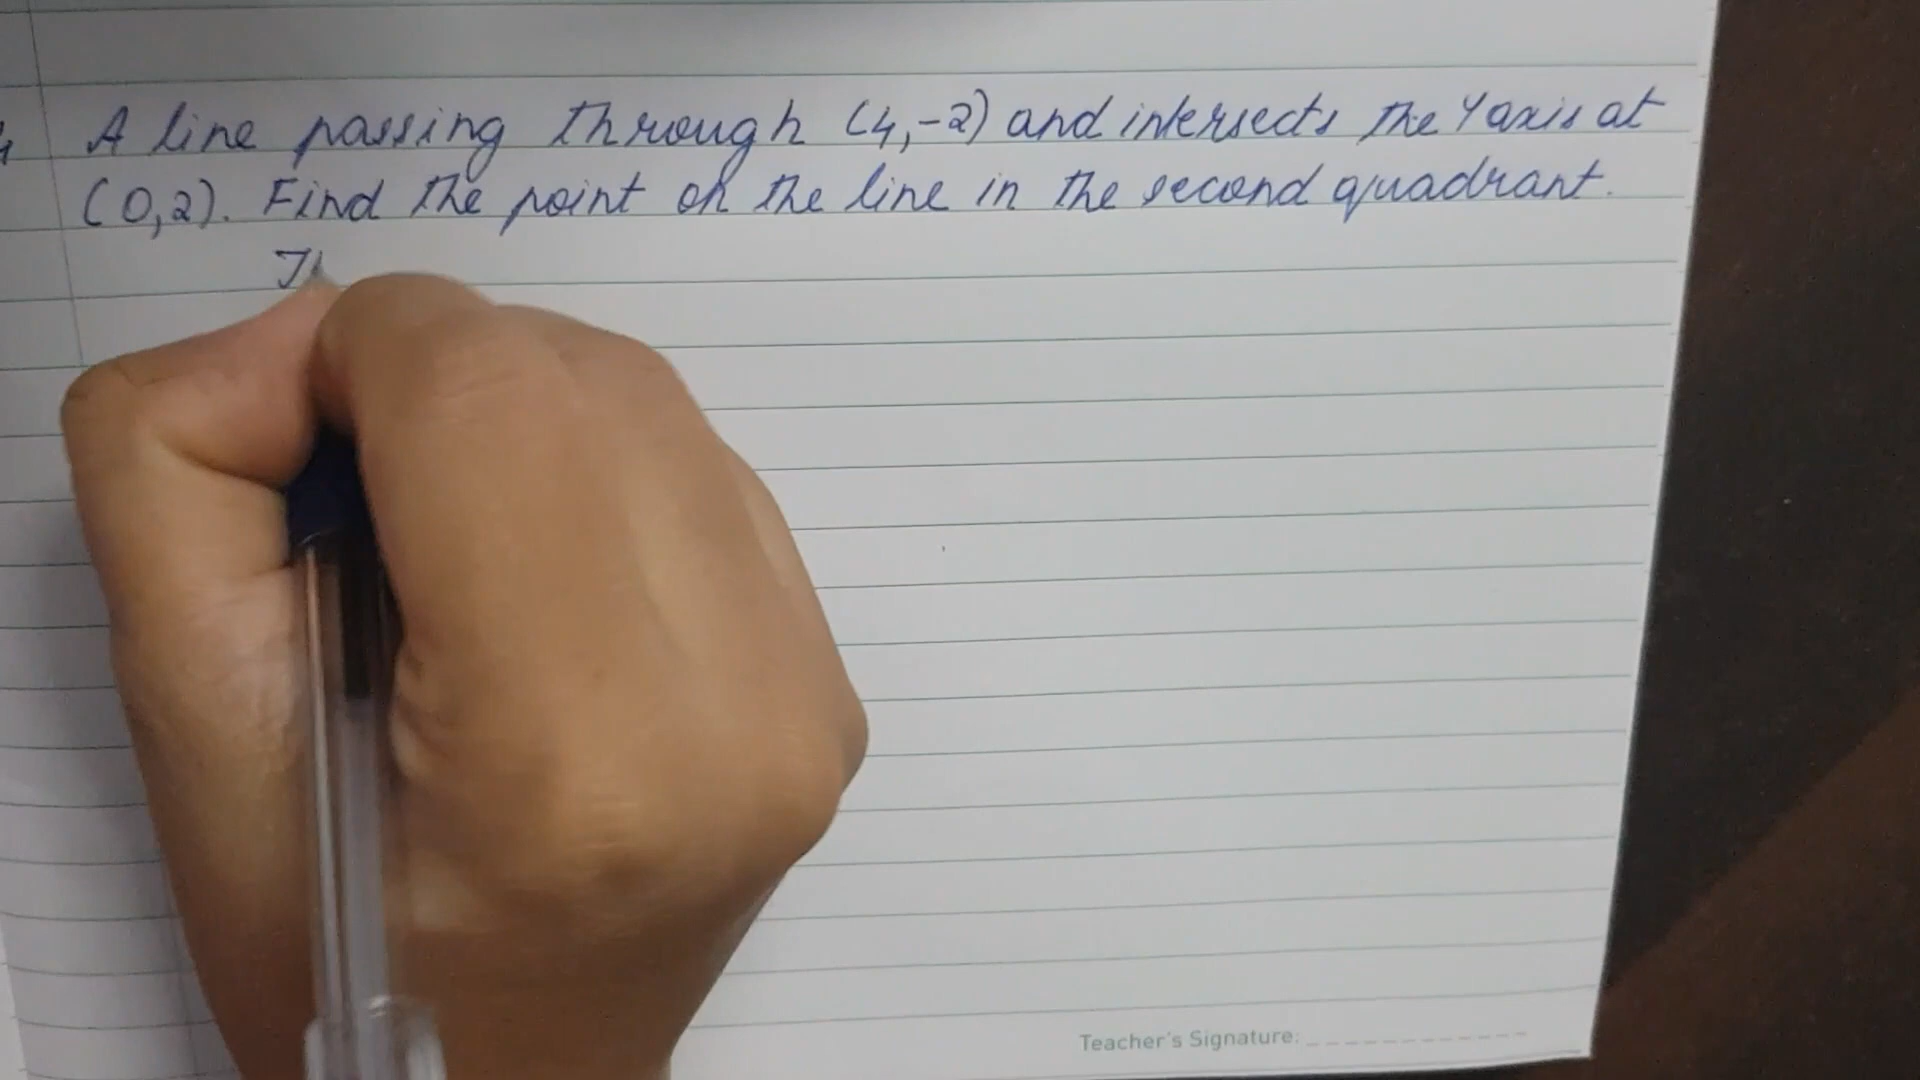 A line passing through (4,-2) and intersects the Y axis at
(0,2). Find the point on the line in the second quadrant.
Teacher's Signature: